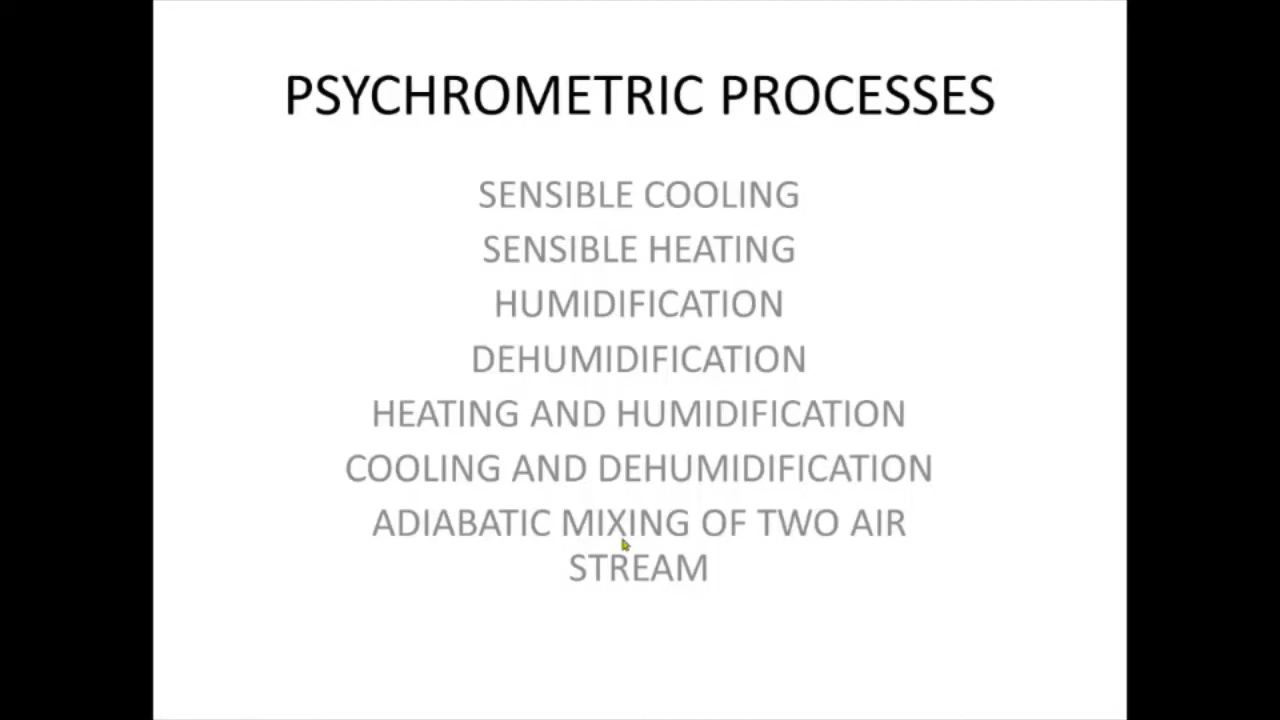 PSYCHROMETRIC PROCESSES
SENSIBLE COOLING
SENSIBLE HEATING
HUMIDIFICATION
DEHUMIDIFICATION
HEATING AND HUMIDIFICATION
COOLING AND DEHUMIDIFICATION
ADIABATIC MIXING OF TWO AIR
STREAM